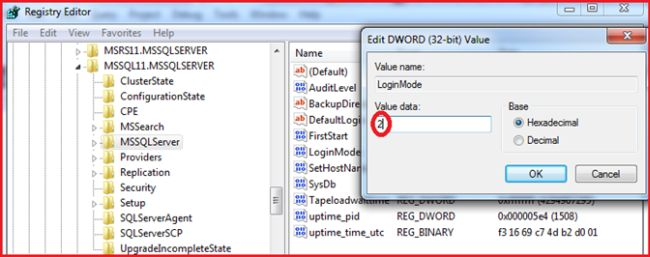 Registry Editor
File Edit View Favorites Help
MSRS11.MSSQLSERVER
MSSQL11.MSSQLSERVER
ClusterState
ConfigurationState
CPE
MSSearch
MSSQLServer
Providers
Replication
Security
Setup
SQLServerAgent
SQLServerSCP
UpgradeIncompleteState
Name
(Default)
AuditLevel
BackupDire
DefaultLogi
FirstStart
LoginMode
SetHostNa
SysDb
Tapeloadwaittime REG_DWORD 0xffffffff (4294967295)
uptime_pid REG_DWORD 0x000005e4 (1508)
uptime_time_utc REG_BINARY f3 16 69 c7 4d b2 d0 01
Edit DWORD (32-bit) Value
Value name:
LoginMode
Value data:
2
Base
Hexadecimal
Decimal
OK Cancel